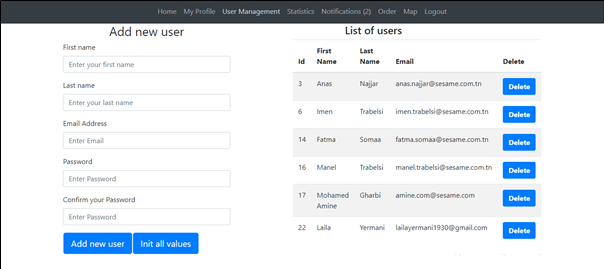 Home My Profile User Management Statistics Notifications (2) Order Map Logout
Add new user
First name
Enter your first name
Last name
Enter your last name
Email Address
Enter Email
Password
Enter Password
Confirm your Password
Enter Password
Add new user Init all values
List of users
Id First Name Last Name Email Delete
3 Anas Najjar anas.najjar@sesame.com.tn Delete
6 Imen Trabelsi imen.trabelsi@sesame.com.tn Delete
14 Fatma Somaa fatma.somaa@sesame.com.tn Delete
16 Manel Trabelsi manel.trabelsi@sesame.com.tn Delete
17 Mohamed Amine Gharbi amine.com@sesame.com Delete
22 Laila Yermani lailayermani1930@gmail.com Delete